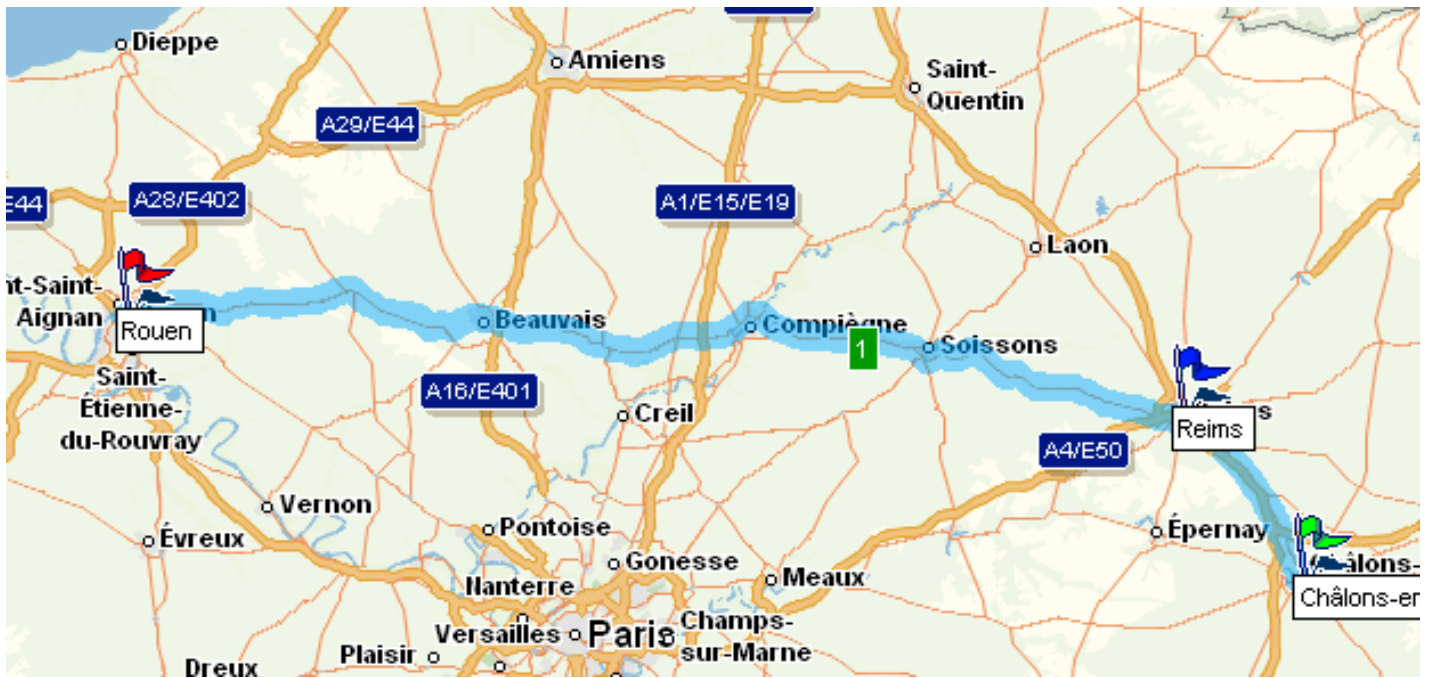 Dieppe
Amiens
Saint-
Quentin
A29/E44
E44
A28/E402
A1/E15/E19
Laon
nt-Saint-
Aignan
Rouen
Beauvais
Compiègne
1
Soissons
Saint-
Étienne-
du-Rouvray
A16/E401
Creil
Reims
A4/E50
Vernon
Pontoise
Épernay
Évreux
Gonesse
Meaux
Châlons-er
âlons-
Nanterre
Versailles
Paris
Champs-
sur-Marne
Plaisir
Dreux